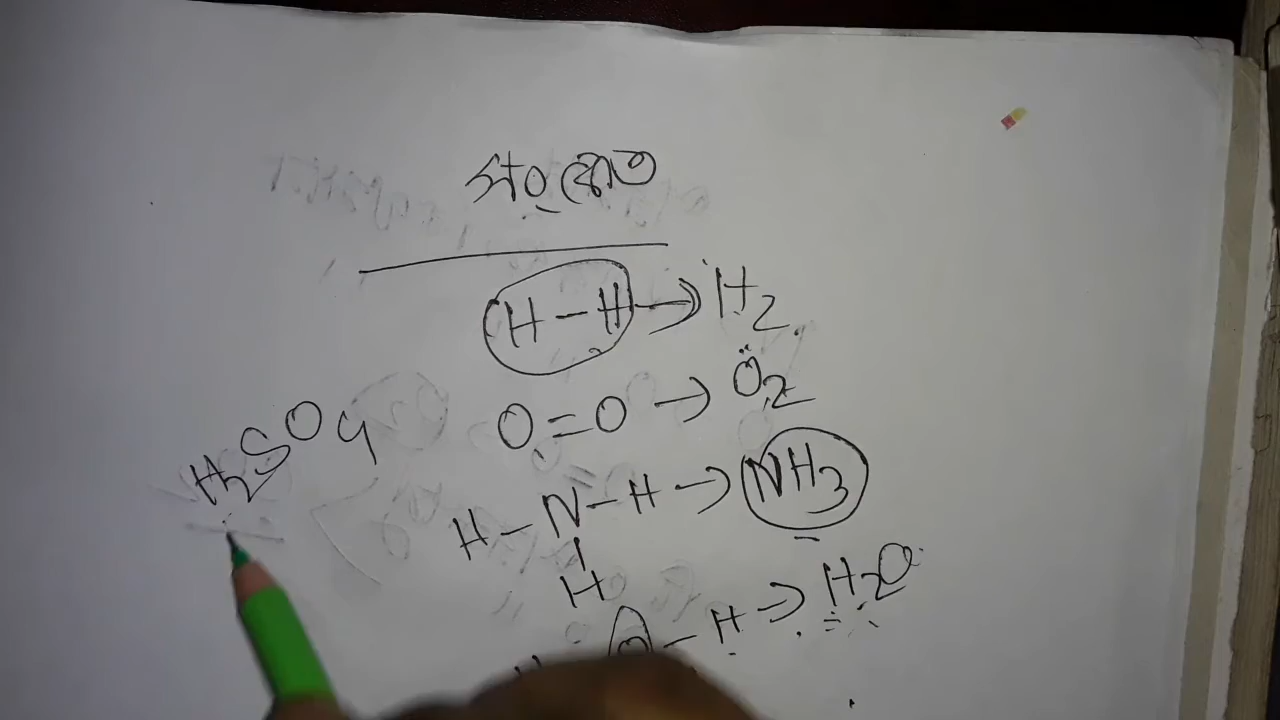 সংকেত
H-H → H2
O=O → O2
H2SO4
H-N-H → NH3
H
O-H → H2O